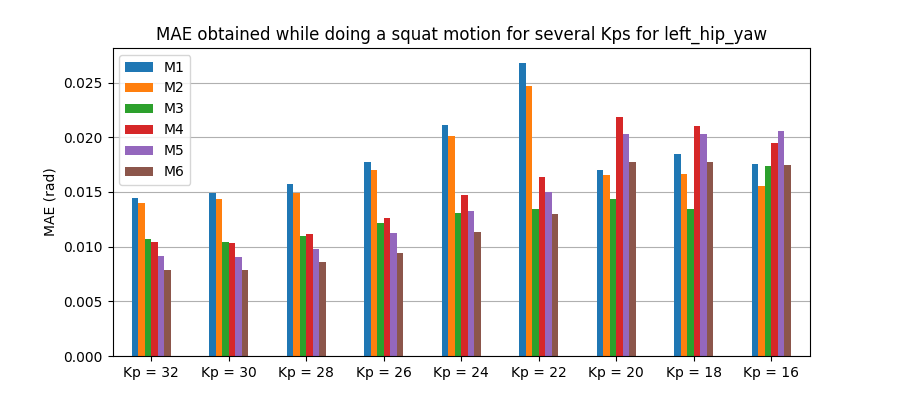 MAE obtained while doing a squat motion for several Kps for left_hip_yaw
M1
M2
M3
M4
M5
M6
MAE (rad)
0.025
0.020
0.015
0.010
0.005
0.000
Kp = 32 Kp = 30 Kp = 28 Kp = 26 Kp = 24 Kp = 22 Kp = 20 Kp = 18 Kp = 16